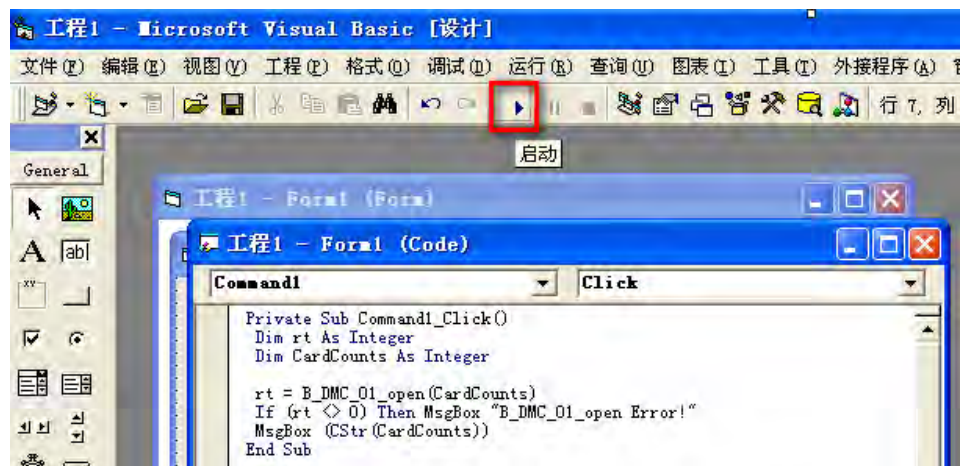 工程1 - Microsoft Visual Basic [设计]
文件(F) 编辑(E) 视图(V) 工程(P) 格式(O) 调试(D) 运行(R) 查询(U) 图表(I) 工具(T) 外接程序(A)
行 7, 列
启动
General
工程1 - Form1 (Form)
A ab|
工程1 - Form1 (Code)
XY
Command1 Click
Private Sub Command1_Click()
Dim rt As Integer
Dim CardCounts As Integer
rt = B_DMC_01_open(CardCounts)
If (rt <> 0) Then MsgBox "B_DMC_01_open Error!"
MsgBox (CStr(CardCounts))
End Sub